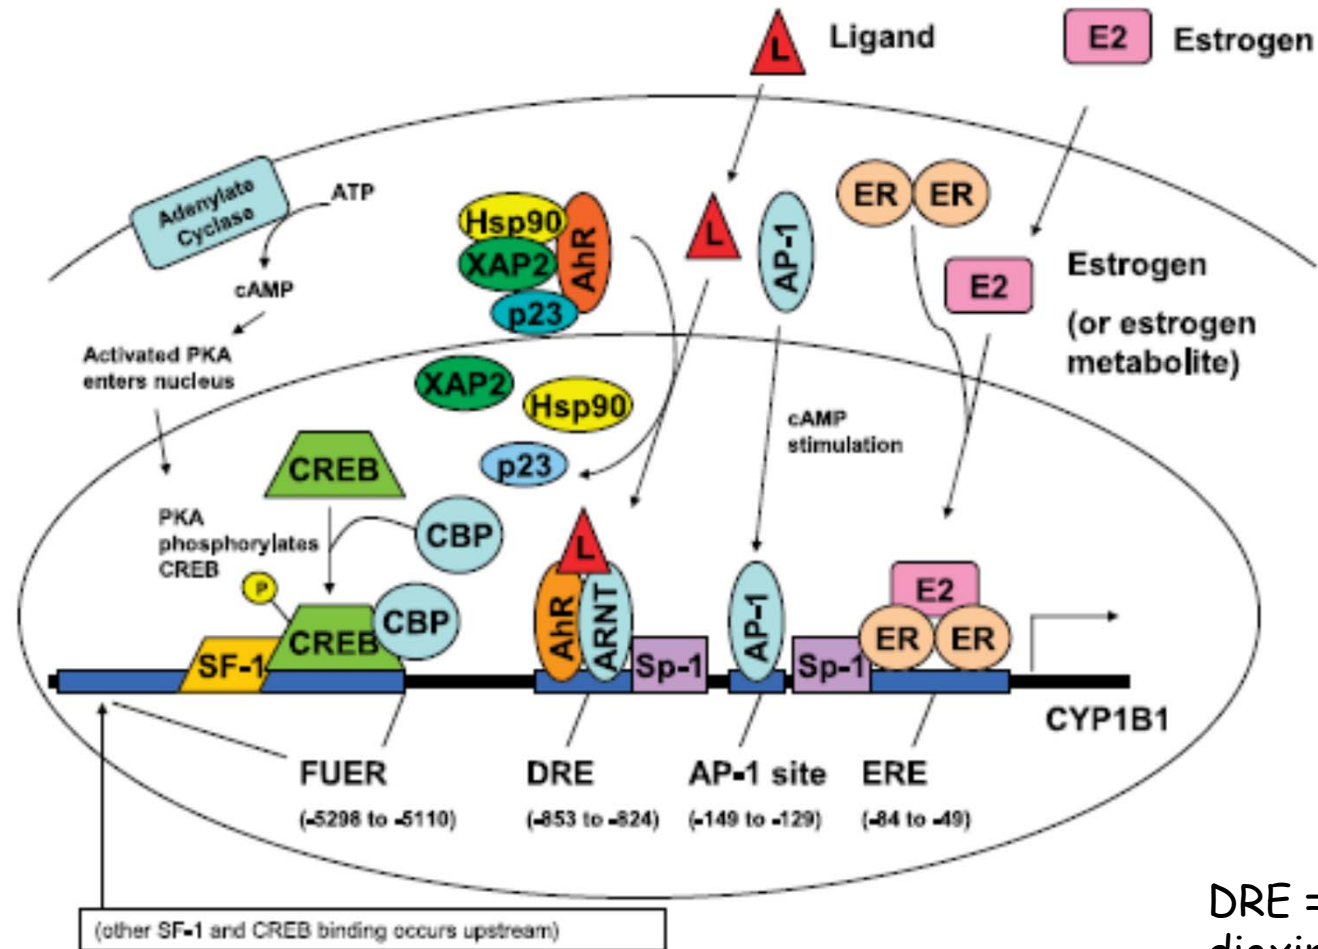 L Ligand
E2 Estrogen
Adenylate
Cyclase
ATP
cAMP
Activated PKA
enters nucleus
Hsp90
XAP2
p23
AhR
L
AP-1
ER ER
E2
Estrogen
(or estrogen
metabolite)
XAP2
Hsp90
p23
cAMP
stimulation
CREB
CBP
PKA
phosphorylates
CREB
P
SF-1
CREB
CBP
L
AhR
ARNT
Sp-1
AP-1
Sp-1
E2
ER ER
CYP1B1
FUER
(-5298 to -5110)
DRE
(-853 to -824)
AP-1 site
(-149 to -129)
ERE
(-84 to -49)
(other SF-1 and CREB binding occurs upstream)
DRE =